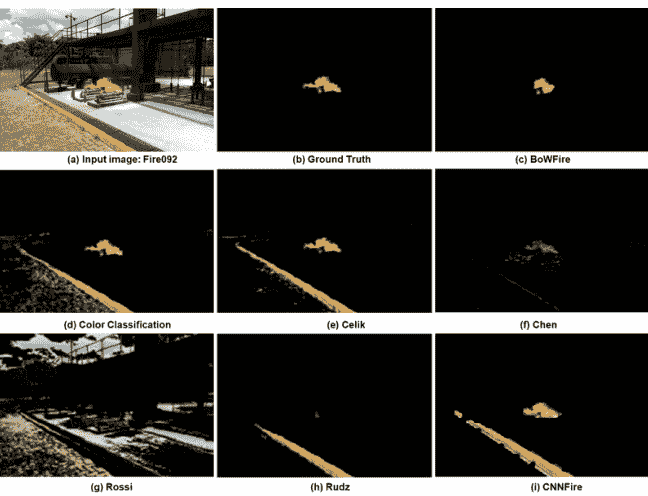 (a) Input image: Fire092
(b) Ground Truth
(c) BoWFire
(d) Color Classification
(e) Celik
(f) Chen
(g) Rossi
(h) Rudz
(i) CNNFire